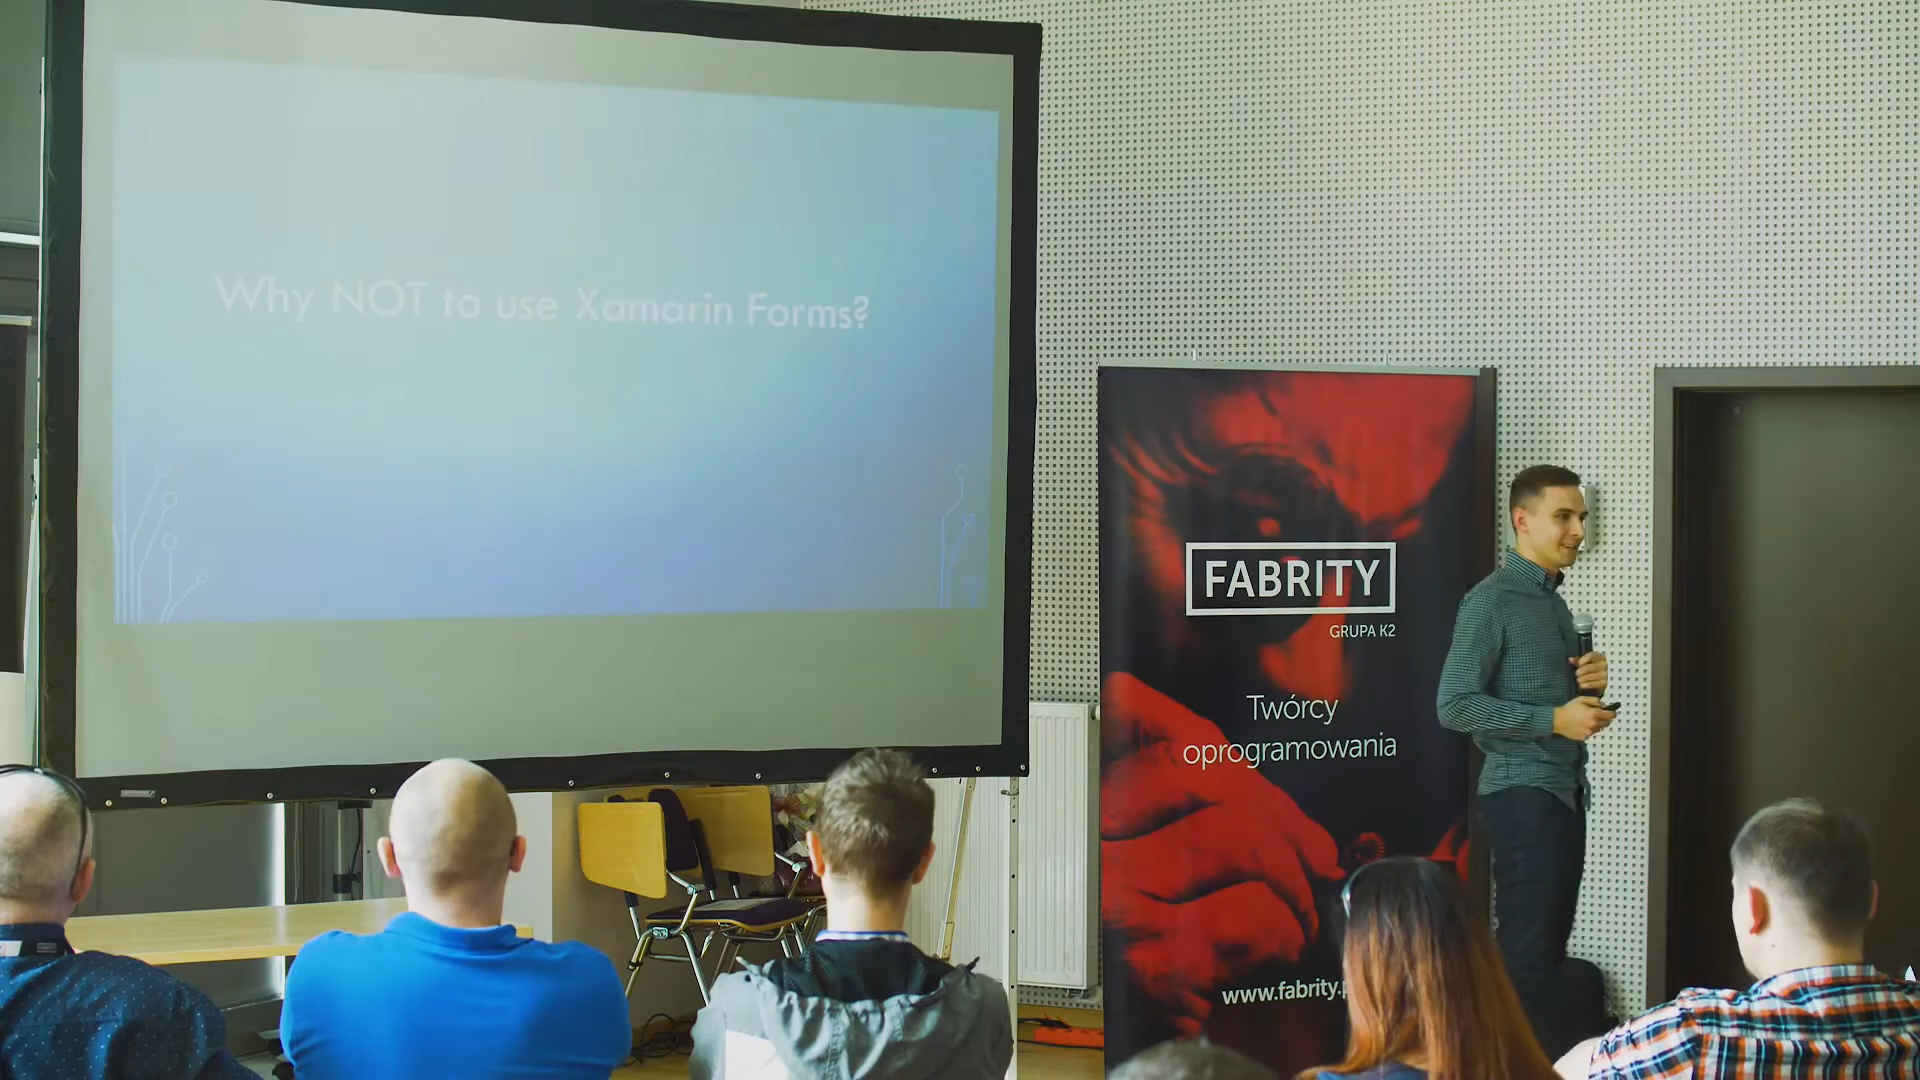 Why NOT to use Xamarin Forms?
FABRITY
GRUPA K2
Twórcy
oprogramowania
www.fabrity.p